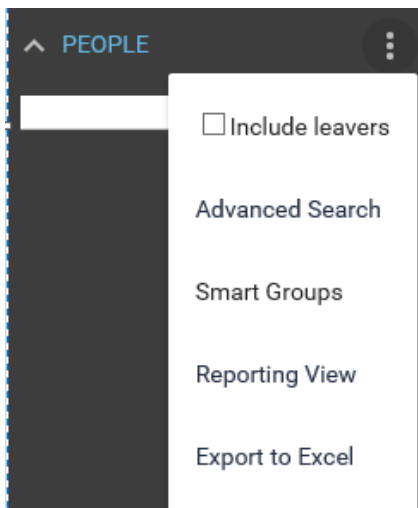 PEOPLE
Include leavers
Advanced Search
Smart Groups
Reporting View
Export to Excel